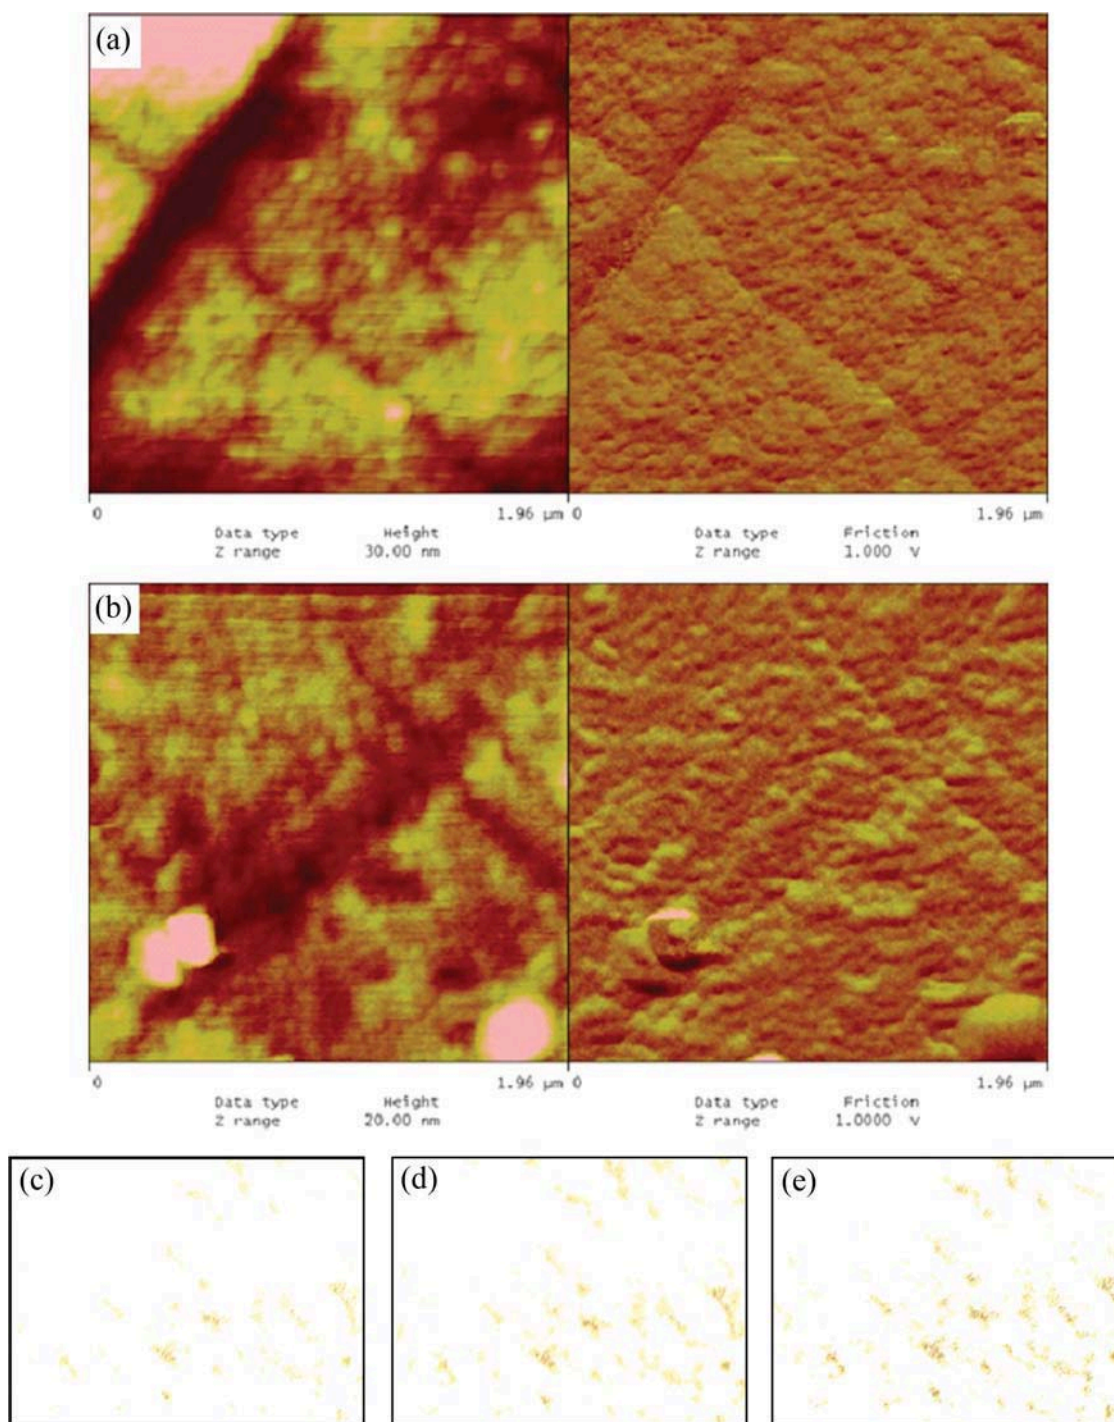 (a)
0 1.96 μm 0 1.96 μm
Data type Height Data type Friction
Z range 30.00 nm Z range 1.000 V
(b)
0 1.96 μm 0 1.96 μm
Data type Height Data type Friction
Z range 20.00 nm Z range 1.0000 V
(c) (d) (e)